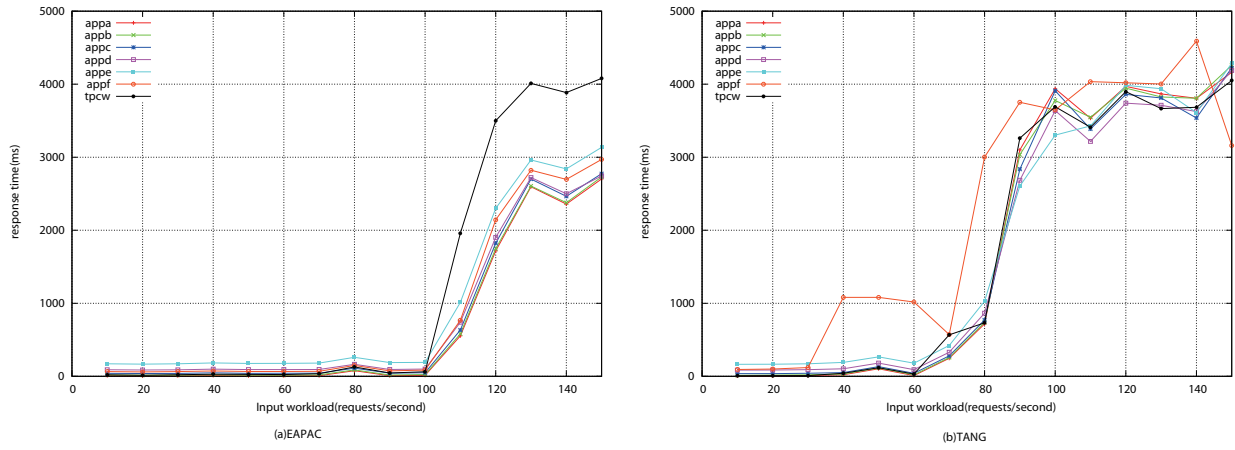 5000
4000
3000
2000
1000
0
response time(ms)
appa
appb
appc
appd
appe
appf
tpcw
0 20 40 60 80 100 120 140
Input workload(requests/second)
(a)EAPAC
5000
4000
3000
2000
1000
0
response time(ms)
appa
appb
appc
appd
appe
appf
tpcw
0 20 40 60 80 100 120 140
Input workload(requests/second)
(b)TANG